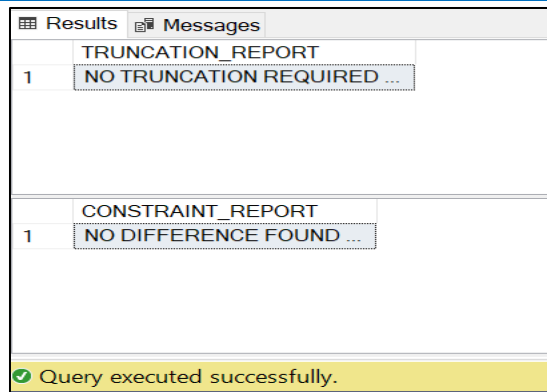 Results Messages
TRUNCATION_REPORT
1 NO TRUNCATION REQUIRED ...
CONSTRAINT_REPORT
1 NO DIFFERENCE FOUND ...
Query executed successfully.